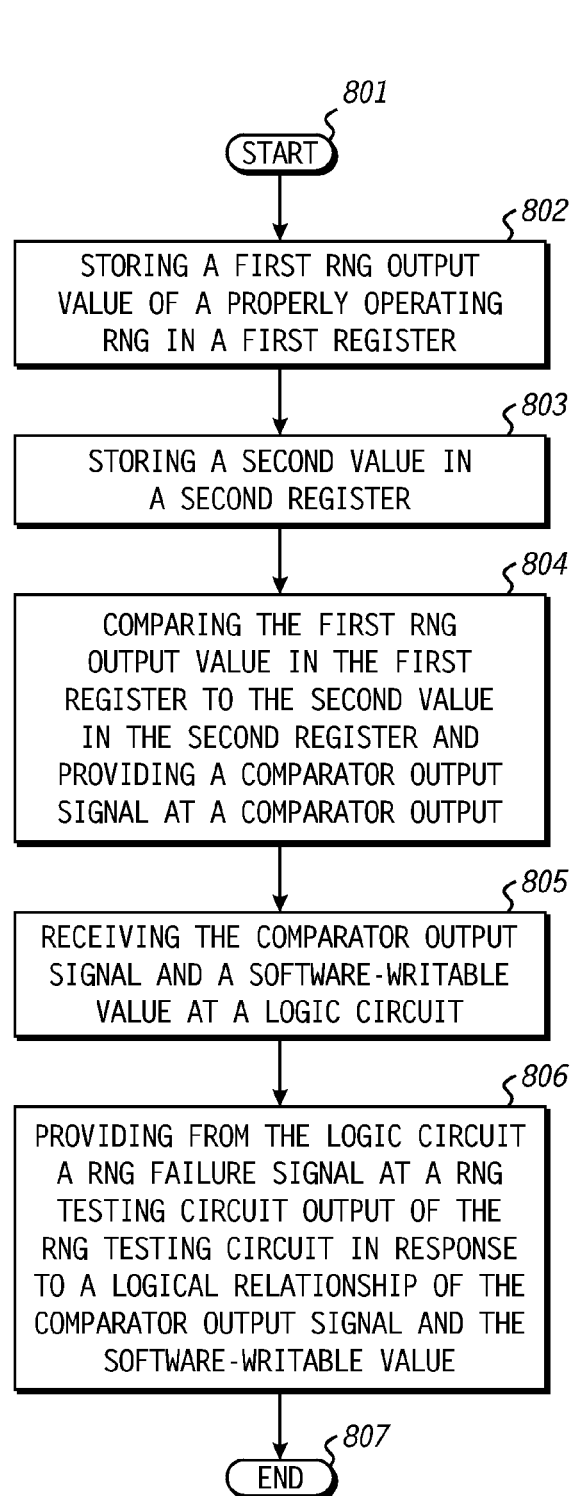 801
START
802
STORING A FIRST RNG OUTPUT
VALUE OF A PROPERLY OPERATING
RNG IN A FIRST REGISTER
803
STORING A SECOND VALUE IN
A SECOND REGISTER
804
COMPARING THE FIRST RNG
OUTPUT VALUE IN THE FIRST
REGISTER TO THE SECOND VALUE
IN THE SECOND REGISTER AND
PROVIDING A COMPARATOR OUTPUT
SIGNAL AT A COMPARATOR OUTPUT
805
RECEIVING THE COMPARATOR OUTPUT
SIGNAL AND A SOFTWARE-WRITABLE
VALUE AT A LOGIC CIRCUIT
806
PROVIDING FROM THE LOGIC CIRCUIT
A RNG FAILURE SIGNAL AT A RNG
TESTING CIRCUIT OUTPUT OF THE
RNG TESTING CIRCUIT IN RESPONSE
TO A LOGICAL RELATIONSHIP OF THE
COMPARATOR OUTPUT SIGNAL AND THE
SOFTWARE-WRITABLE VALUE
807
END